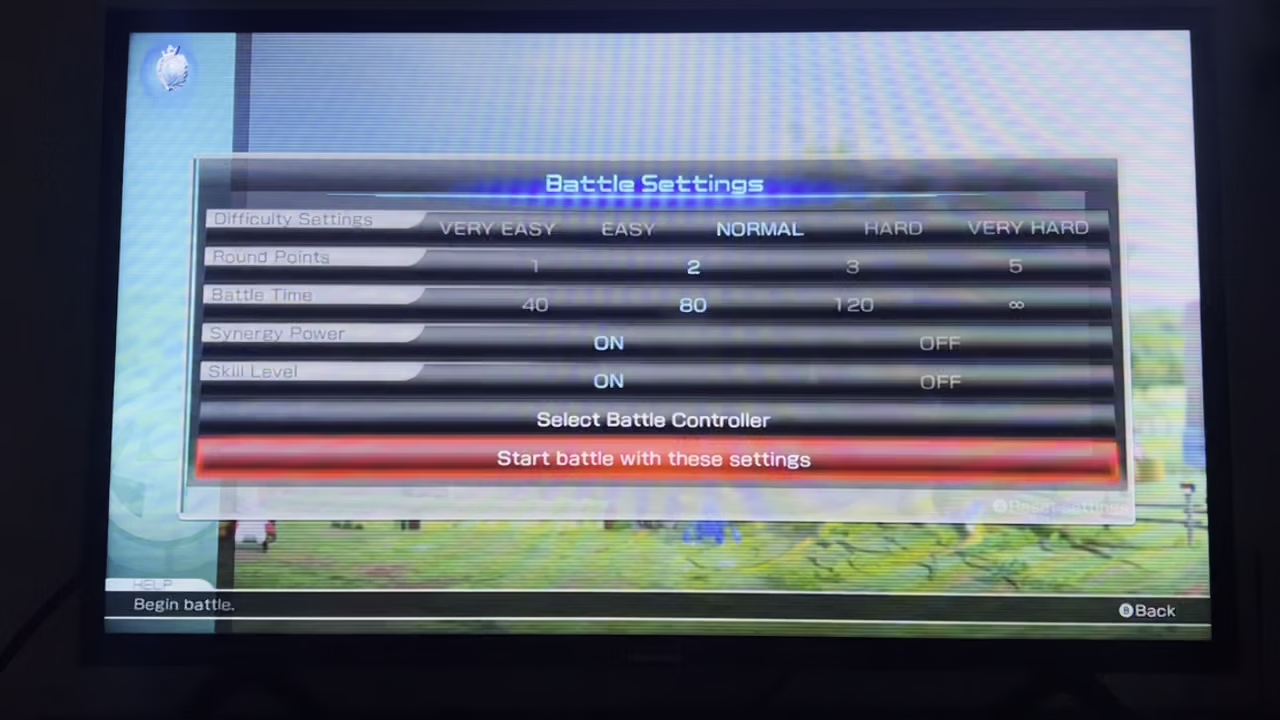 Battle Settings
Difficulty Settings VERY EASY EASY NORMAL HARD VERY HARD
Round Points 1 2 3 5
Battle Time 40 80 120 ∞
Synergy Power ON OFF
Skill Level ON OFF
Select Battle Controller
Start battle with these settings
Reset settings
HELP
Begin battle.
B Back